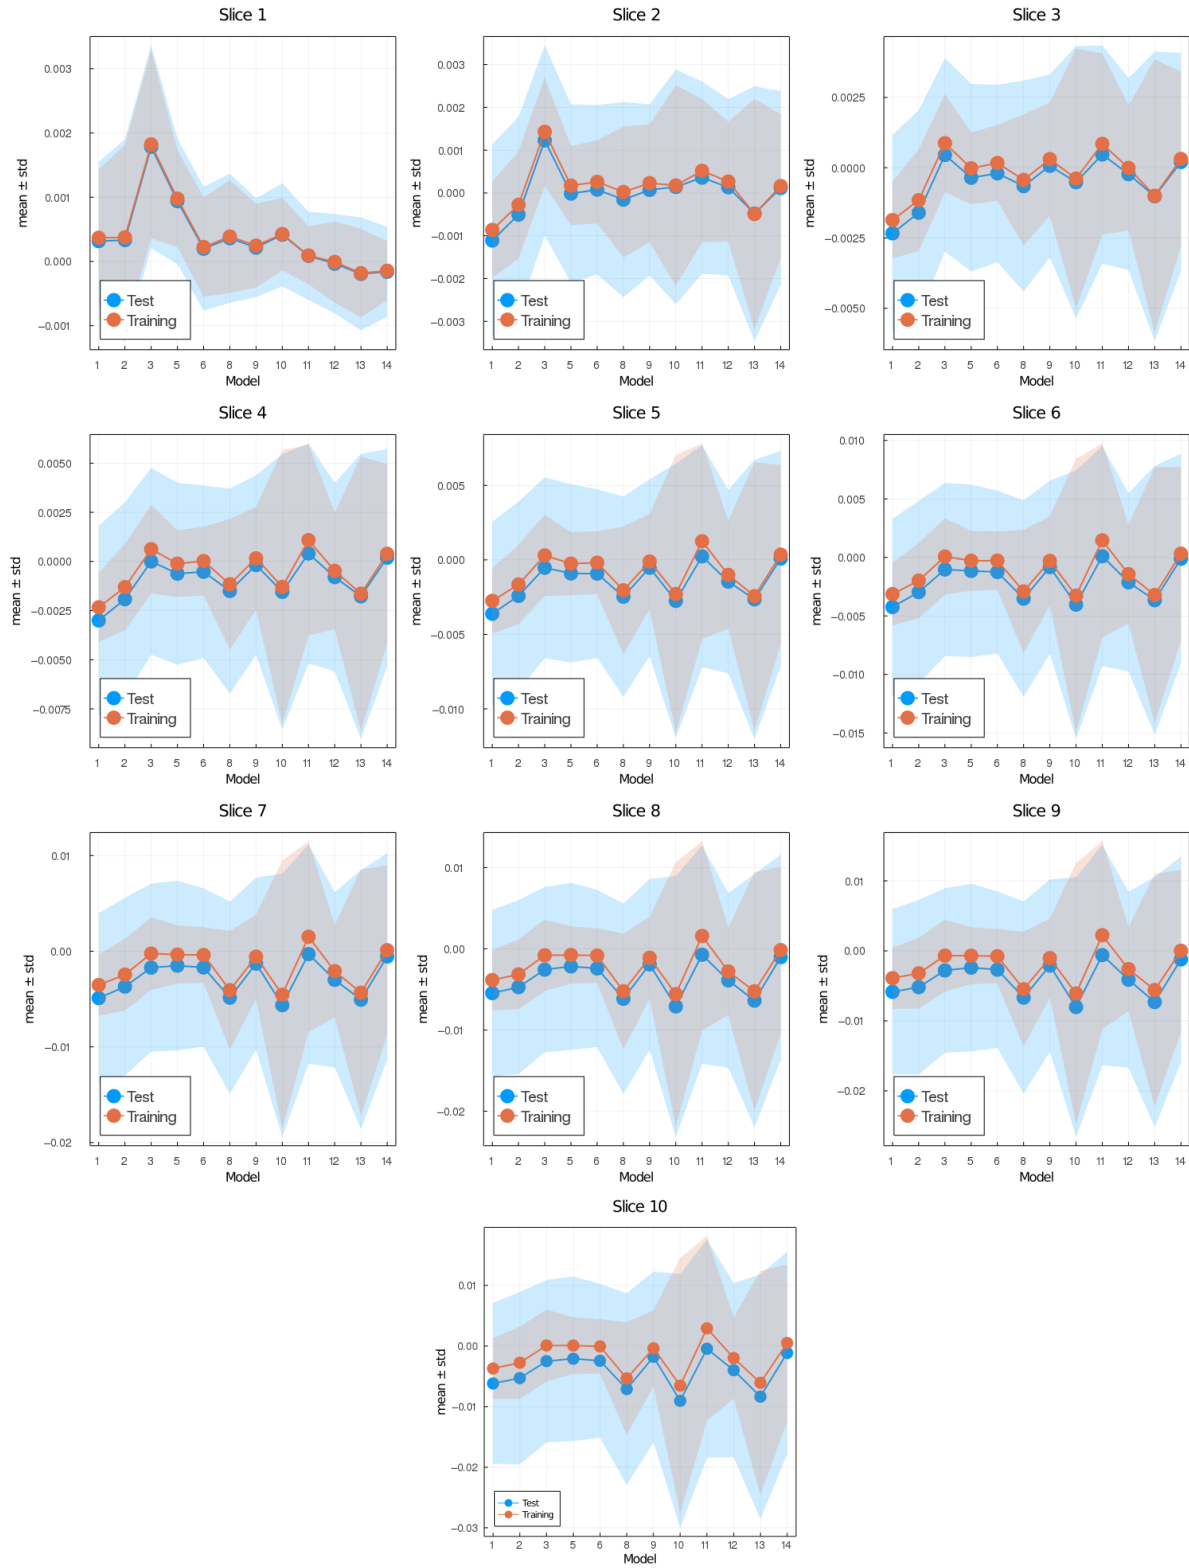 Slice 1
mean ± std
0.003
0.002
0.001
0.000
−0.001
Test
Training
1 2 3 5 6 8 9 10 11 12 13 14
Model
Slice 2
mean ± std
0.003
0.002
0.001
0.000
−0.001
−0.002
−0.003
Test
Training
1 2 3 5 6 8 9 10 11 12 13 14
Model
Slice 3
mean ± std
0.0025
0.0000
−0.0025
−0.0050
Test
Training
1 2 3 5 6 8 9 10 11 12 13 14
Model
Slice 4
mean ± std
0.0050
0.0025
0.0000
−0.0025
−0.0050
−0.0075
Test
Training
1 2 3 5 6 8 9 10 11 12 13 14
Model
Slice 5
mean ± std
0.005
0.000
−0.005
−0.010
Test
Training
1 2 3 5 6 8 9 10 11 12 13 14
Model
Slice 6
mean ± std
0.010
0.005
0.000
−0.005
−0.010
−0.015
Test
Training
1 2 3 5 6 8 9 10 11 12 13 14
Model
Slice 7
mean ± std
0.01
0.00
−0.01
−0.02
Test
Training
1 2 3 5 6 8 9 10 11 12 13 14
Model
Slice 8
mean ± std
0.01
0.00
−0.01
−0.02
Test
Training
1 2 3 5 6 8 9 10 11 12 13 14
Model
Slice 9
mean ± std
0.01
0.00
−0.01
−0.02
Test
Training
1 2 3 5 6 8 9 10 11 12 13 14
Model
Slice 10
mean ± std
0.01
0.00
−0.01
−0.02
−0.03
Test
Training
1 2 3 5 6 8 9 10 11 12 13 14
Model